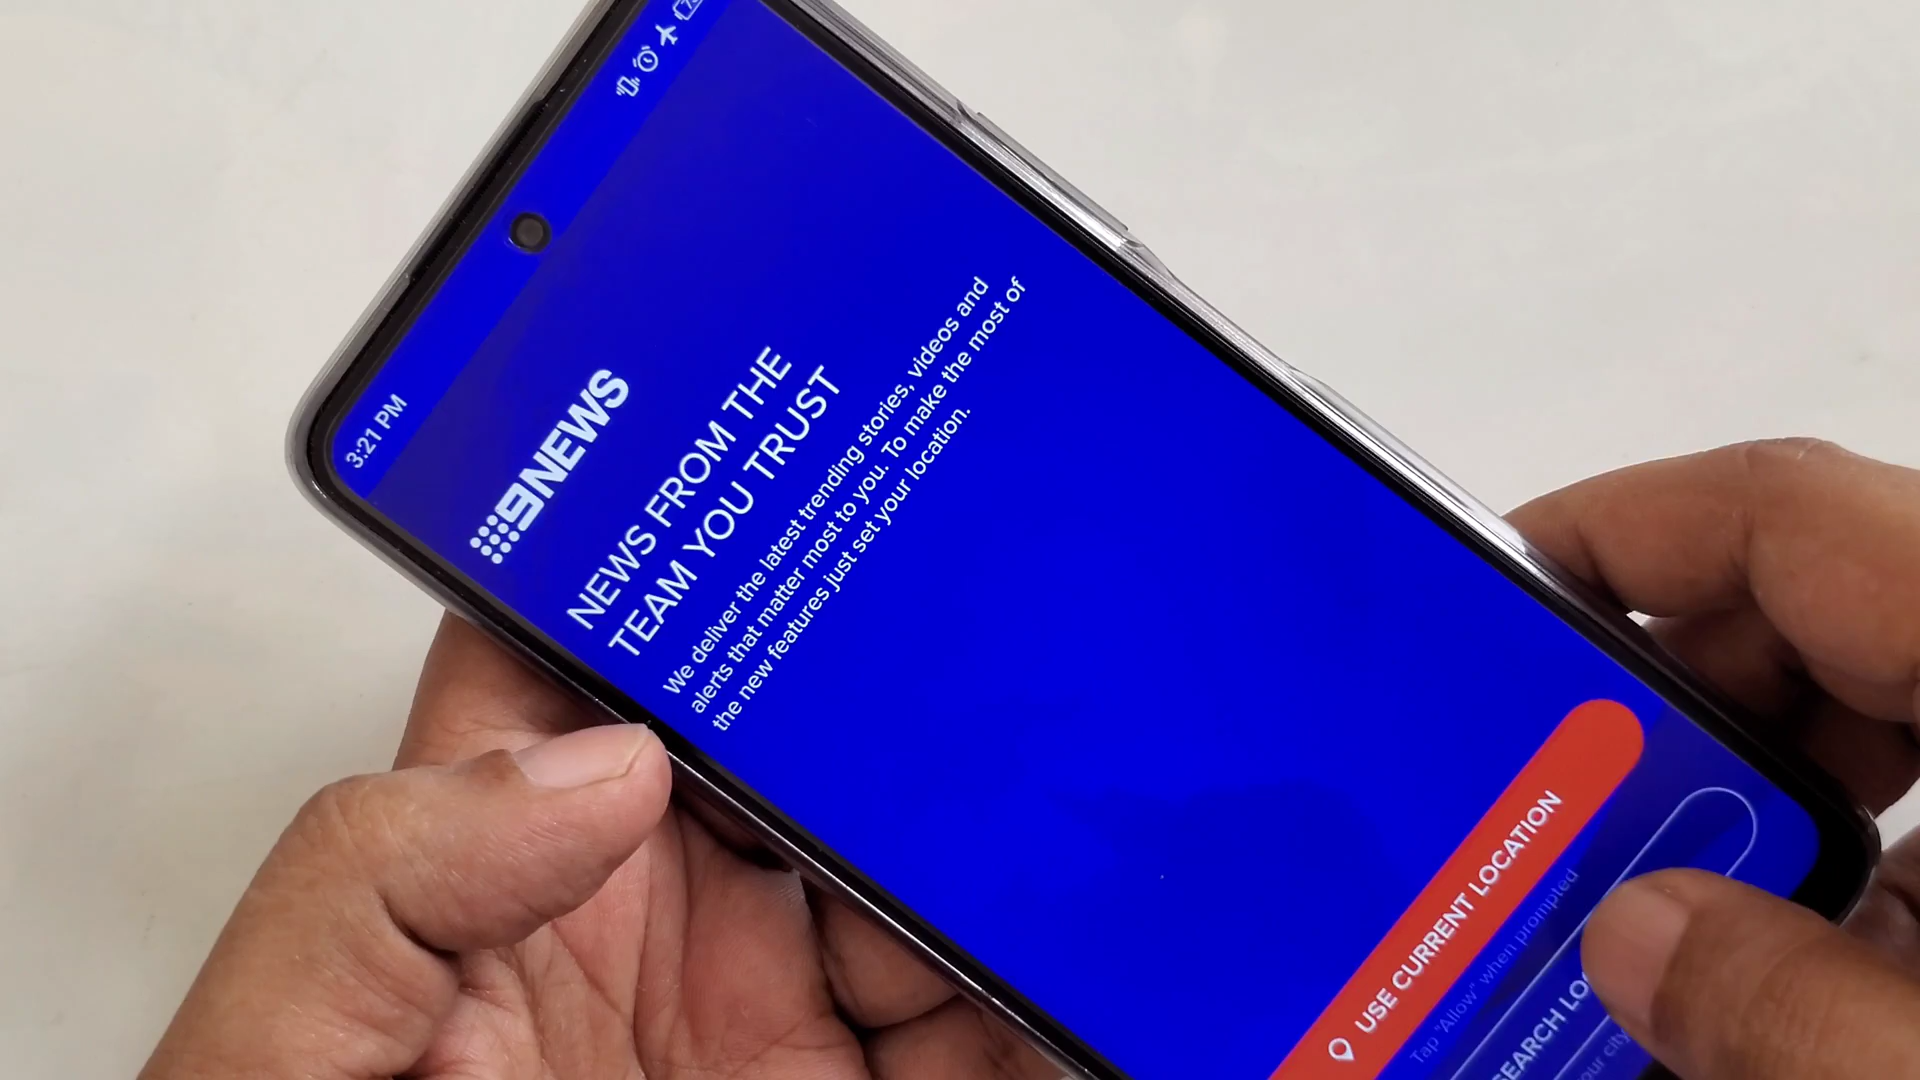 3:21 PM
9NEWS
NEWS FROM THE
TEAM YOU TRUST
We deliver the latest trending stories, videos and
alerts that matter most to you. To make the most of
the new features just set your location.
USE CURRENT LOCATION
Tap "Allow" when prompted
SEARCH